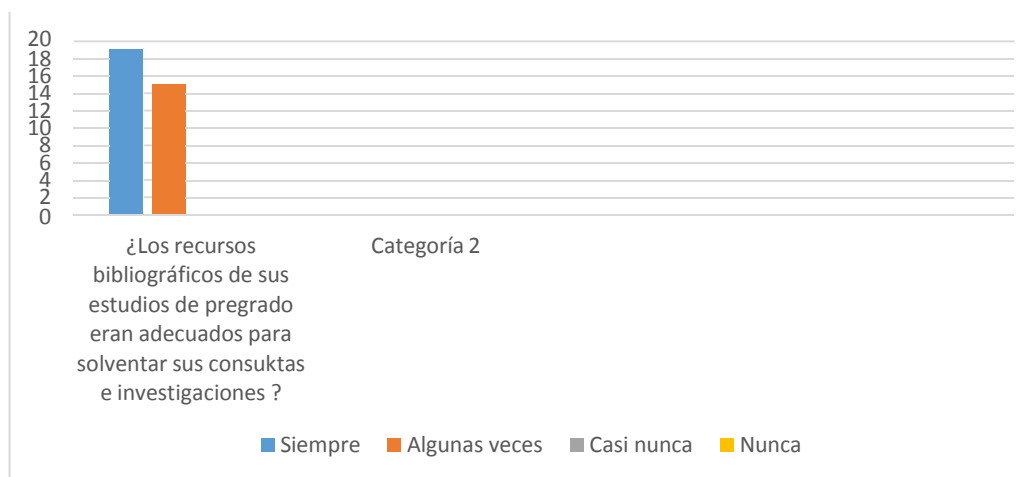 20
18
16
14
12
10
8
6
4
2
0
¿Los recursos
bibliográficos de sus
estudios de pregrado
eran adecuados para
solventar sus consuktas
e investigaciones ?
Categoría 2
Siempre Algunas veces Casi nunca Nunca